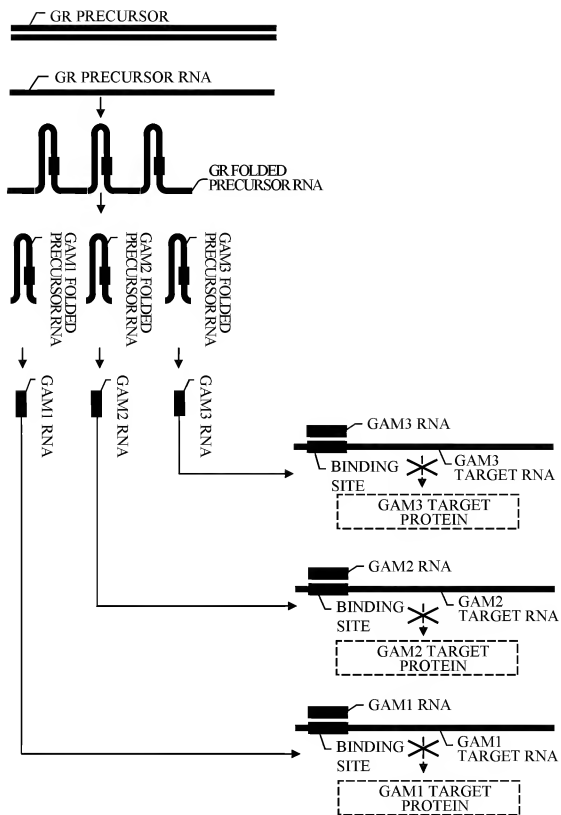 GR PRECURSOR
GR PRECURSOR RNA
GR FOLDED
PRECURSOR RNA
GAM1 FOLDED
PRECURSOR RNA
GAM2 FOLDED
PRECURSOR RNA
GAM3 FOLDED
PRECURSOR RNA
GAM1 RNA
GAM2 RNA
GAM3 RNA
GAM3 RNA
BINDING
SITE
GAM3
TARGET RNA
GAM3 TARGET
PROTEIN
GAM2 RNA
BINDING
SITE
GAM2
TARGET RNA
GAM2 TARGET
PROTEIN
GAM1 RNA
BINDING
SITE
GAM1
TARGET RNA
GAM1 TARGET
PROTEIN